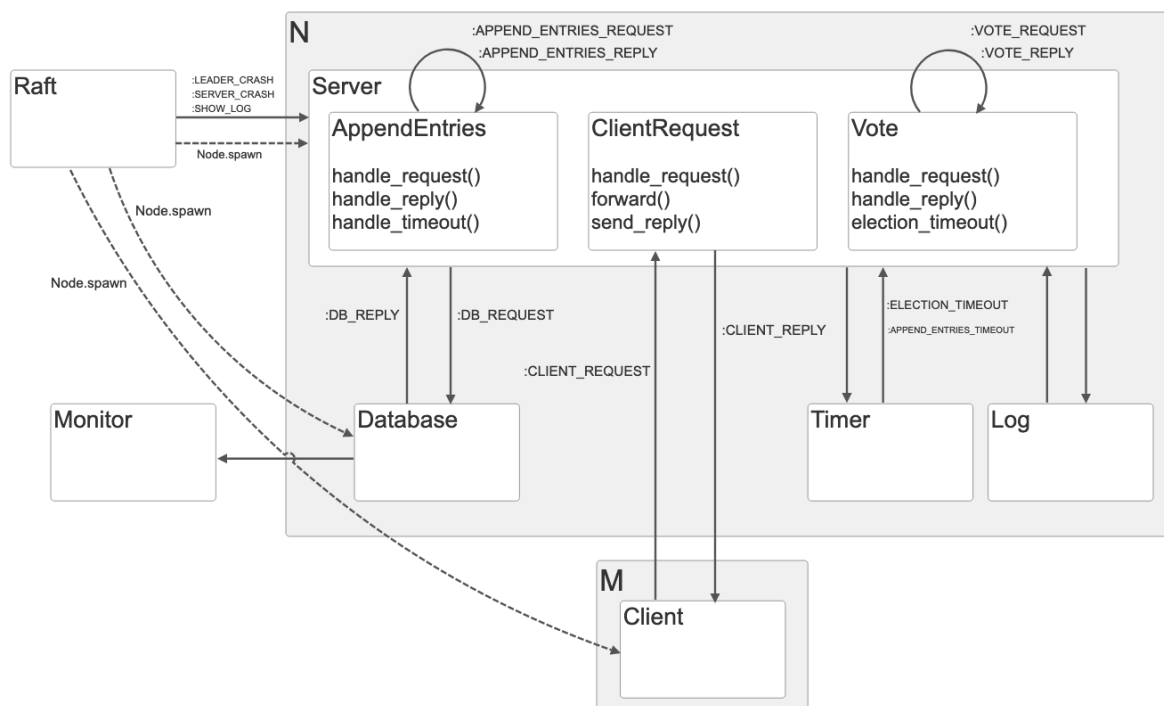 N
:APPEND_ENTRIES_REQUEST
:APPEND_ENTRIES_REPLY
:VOTE_REQUEST
:VOTE_REPLY
Raft
:LEADER_CRASH
:SERVER_CRASH
:SHOW_LOG
Node.spawn
Server
AppendEntries
handle_request()
handle_reply()
handle_timeout()
ClientRequest
handle_request()
forward()
send_reply()
Vote
handle_request()
handle_reply()
election_timeout()
Node.spawn
Node.spawn
:DB_REPLY
:DB_REQUEST
:CLIENT_REQUEST
:CLIENT_REPLY
:ELECTION_TIMEOUT
:APPEND_ENTRIES_TIMEOUT
Monitor
Database
Timer
Log
M
Client